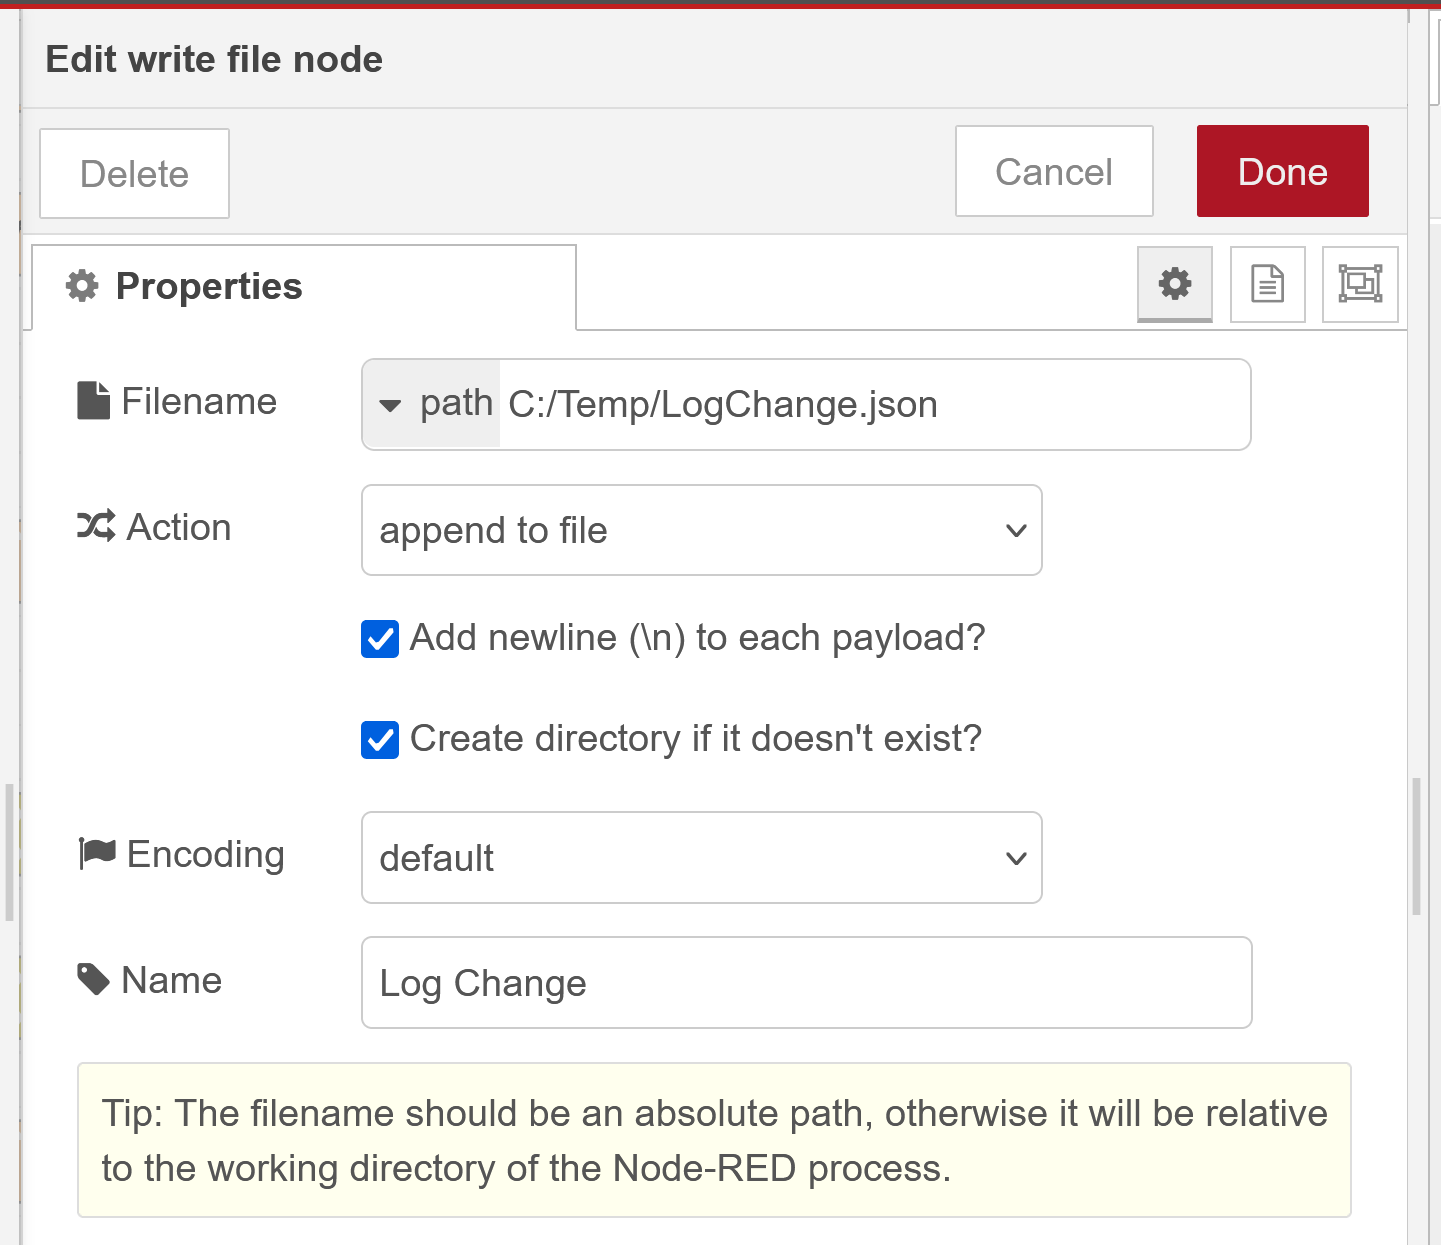 Edit write file node
Delete
Cancel
Done
Properties
Filename
path
C:/Temp/LogChange.json
Action
append to file
Add newline (\n) to each payload?
Create directory if it doesn't exist?
Encoding
default
Name
Log Change
Tip: The filename should be an absolute path, otherwise it will be relative
to the working directory of the Node-RED process.